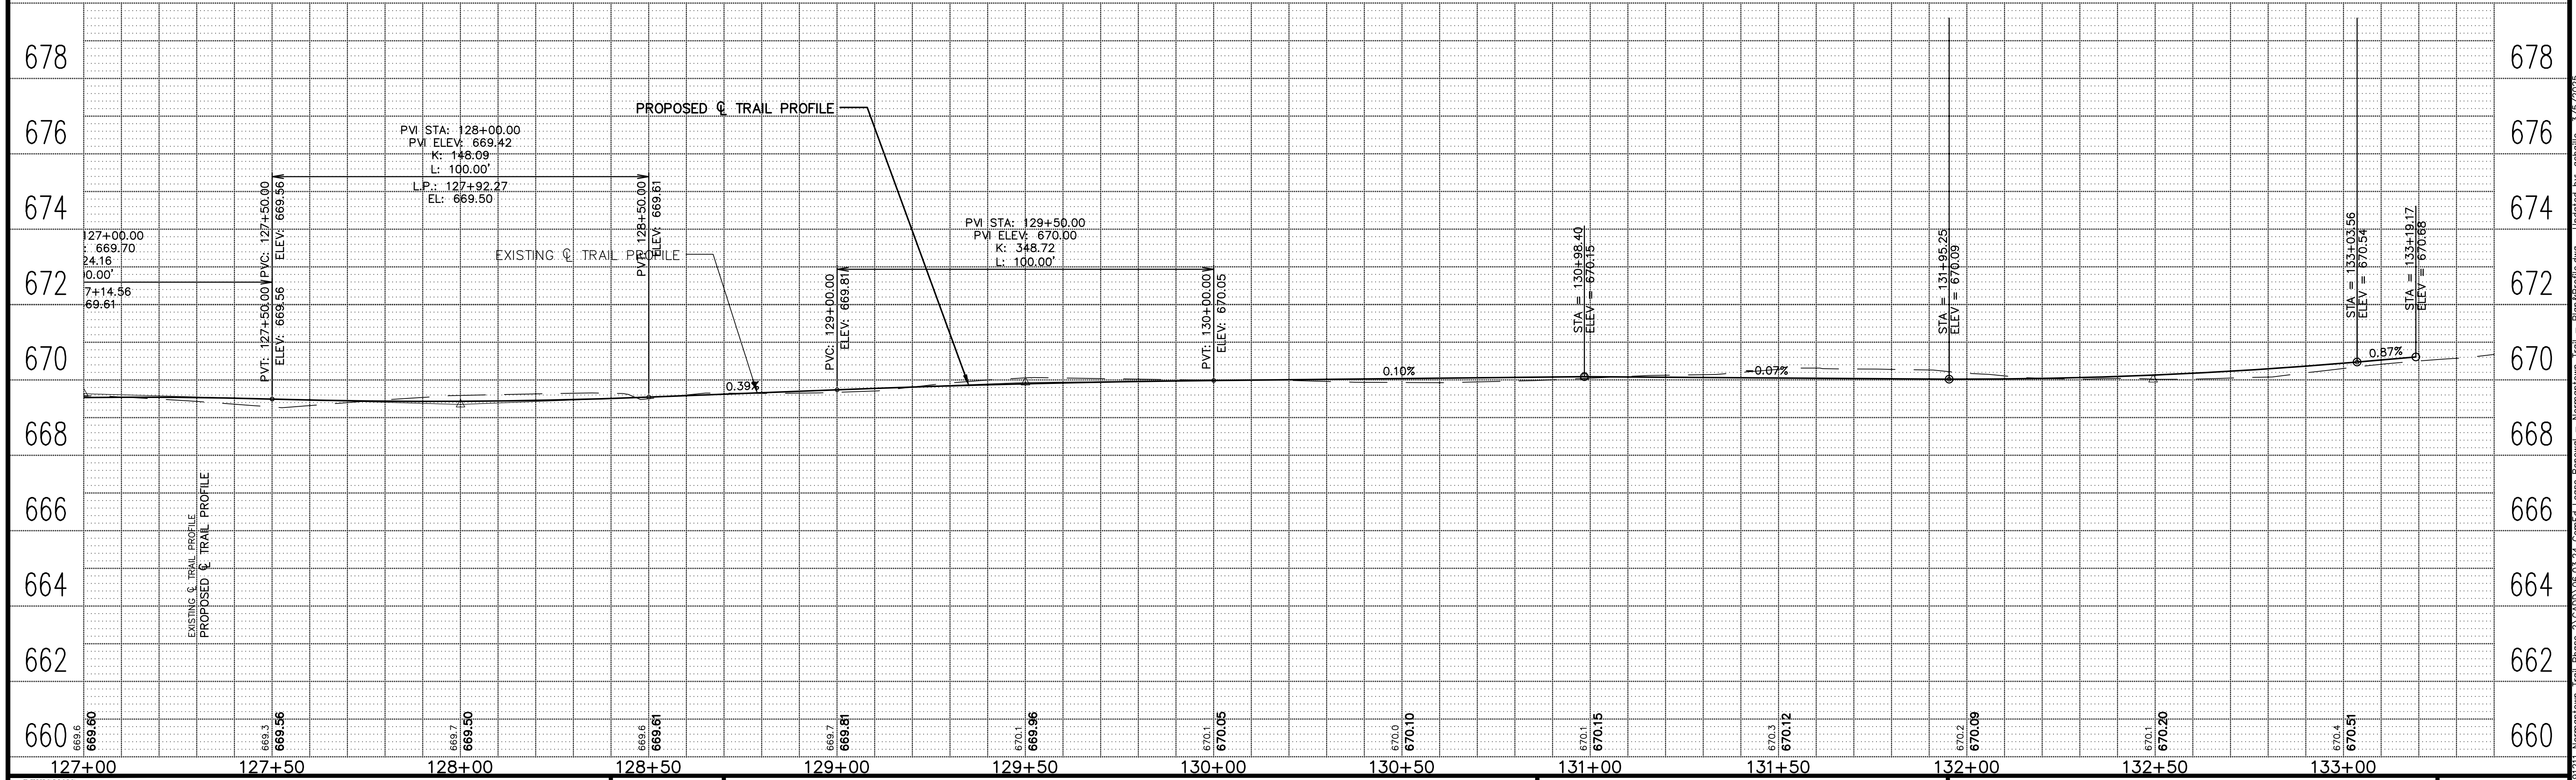 678
678
676
676
674
674
672
672
670
670
668
668
666
666
664
664
662
662
660
660
PROPOSED ℄ TRAIL PROFILE
EXISTING ℄ TRAIL PROFILE
127+00.00
: 669.70
24.16
00.00'
7+14.56
69.61
PVT: 127+50.00
ELEV: 669.56
PVC: 127+50.00
ELEV: 669.56
PVI STA: 128+00.00
PVI ELEV: 669.42
K: 148.09
L: 100.00'
L.P.: 127+92.27
EL: 669.50
PVT: 128+50.00
ELEV: 669.61
0.39%
PVC: 129+00.00
ELEV: 669.81
PVI STA: 129+50.00
PVI ELEV: 670.00
K: 348.72
L: 100.00'
PVT: 130+00.00
ELEV: 670.05
0.10%
STA = 130+98.40
ELEV = 670.15
-0.07%
STA = 131+95.25
ELEV = 670.09
STA = 133+03.56
ELEV = 670.54
0.87%
STA = 133+19.17
ELEV = 670.68
EXISTING ℄ TRAIL PROFILE
PROPOSED ℄ TRAIL PROFILE
669.6
669.60
669.3
669.56
669.7
669.50
669.6
669.61
669.7
669.81
670.1
669.96
670.1
670.05
670.0
670.10
670.1
670.15
670.3
670.12
670.2
670.09
670.1
670.20
670.4
670.51
127+00
127+50
128+00
128+50
129+00
129+50
130+00
130+50
131+00
131+50
132+00
132+50
133+00